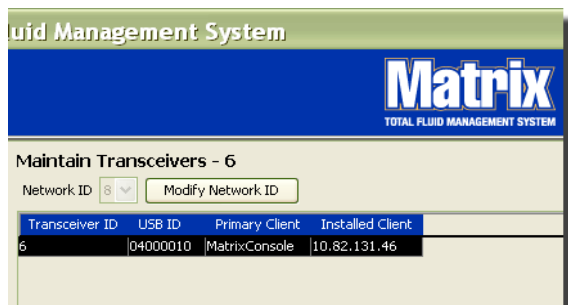 luid Management System
Matrix
TOTAL FLUID MANAGEMENT SYSTEM
Maintain Transceivers - 6
Network ID 8 Modify Network ID
Transceiver ID USB ID Primary Client Installed Client
6 04000010 MatrixConsole 10.82.131.46